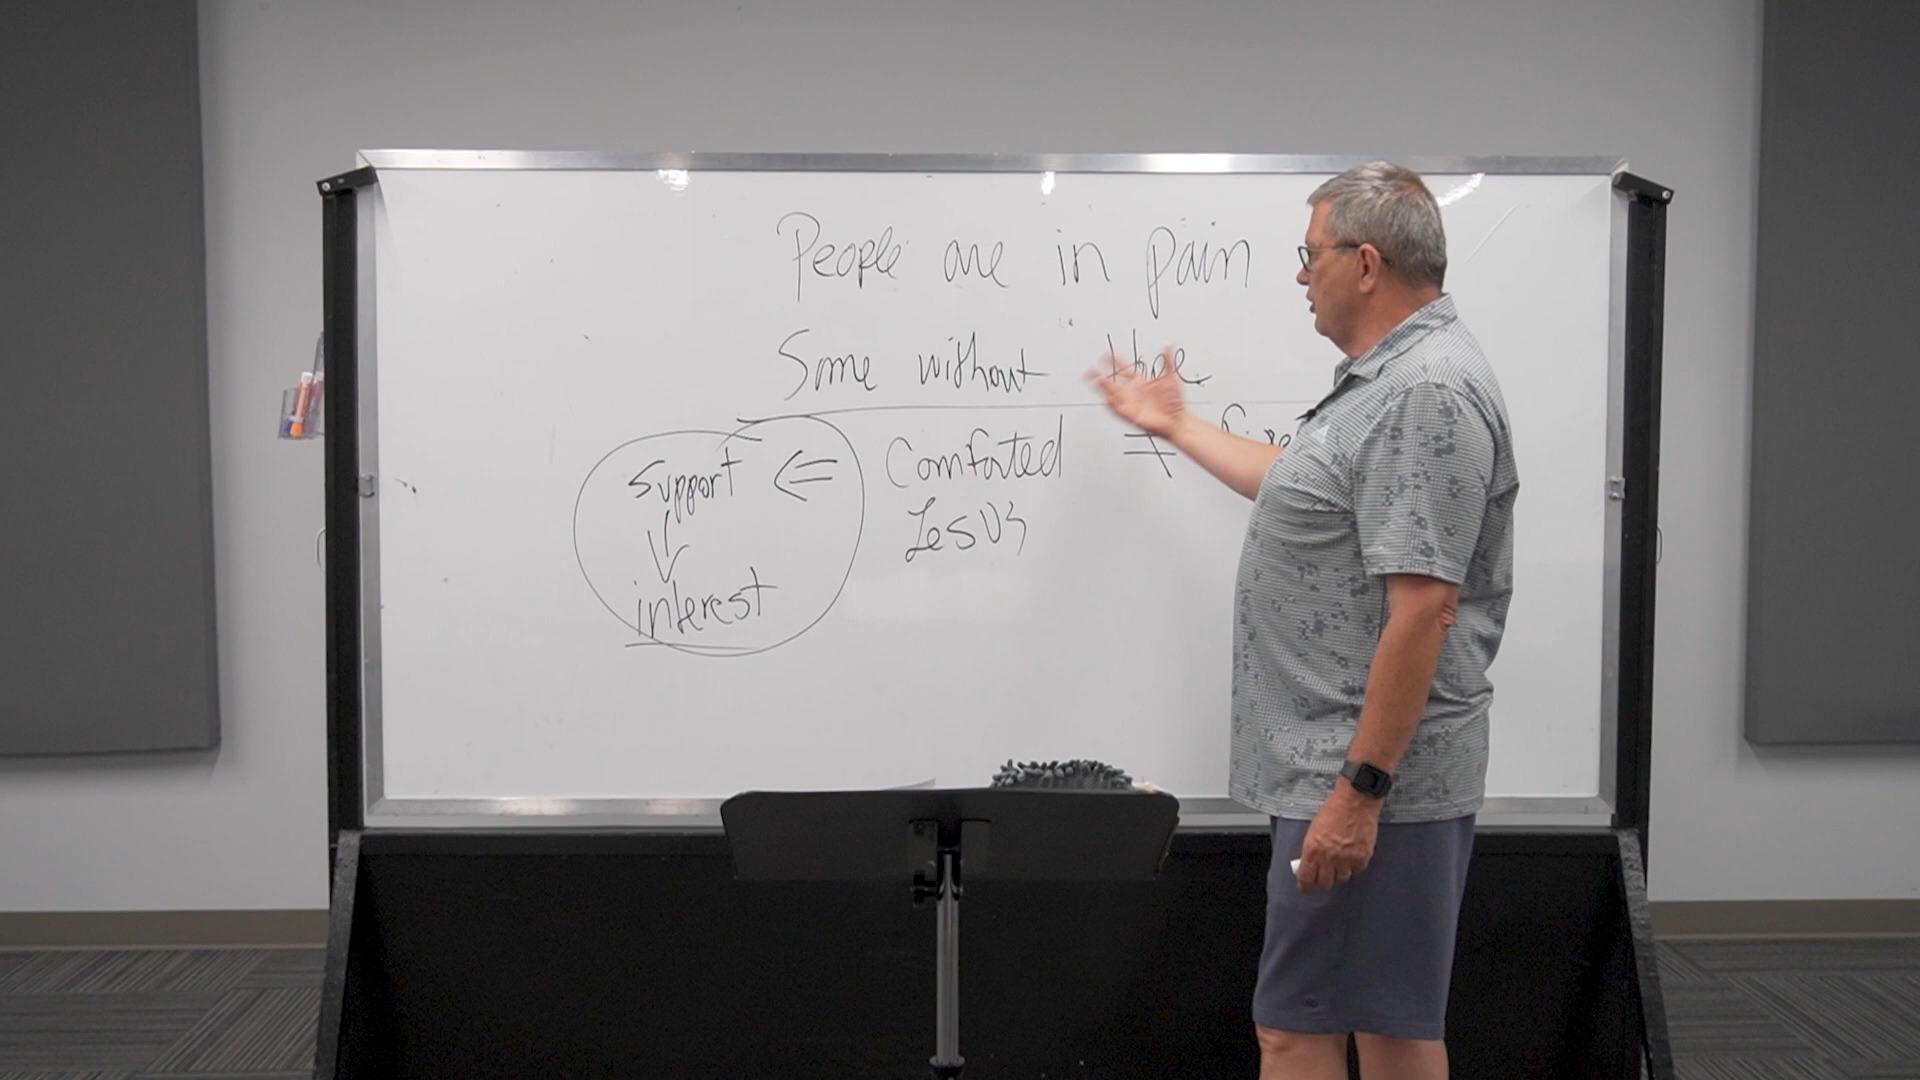 People are in pain
Some without Hope
Support ⇐ Comforted ≠
Jesus
interest